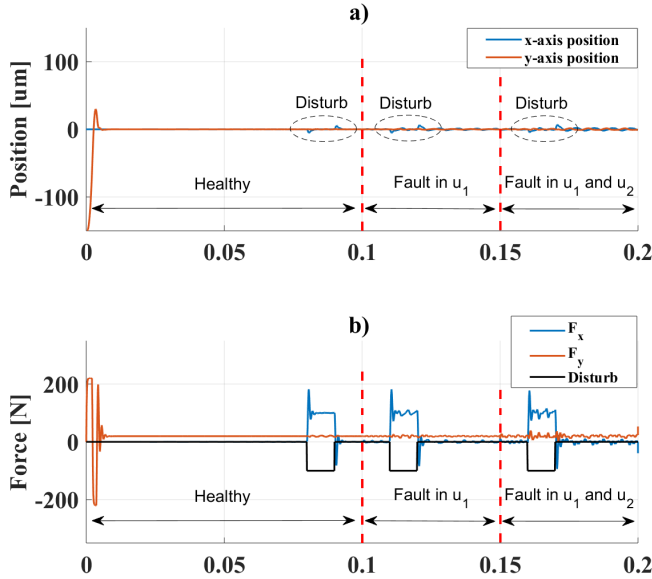 a)
x-axis position
y-axis position
Position [um]
100
0
-100
Disturb
Disturb
Disturb
Healthy
Fault in u1
Fault in u1 and u2
0
0.05
0.1
0.15
0.2
b)
Fx
Fy
Disturb
Force [N]
200
0
-200
Healthy
Fault in u1
Fault in u1 and u2
0
0.05
0.1
0.15
0.2